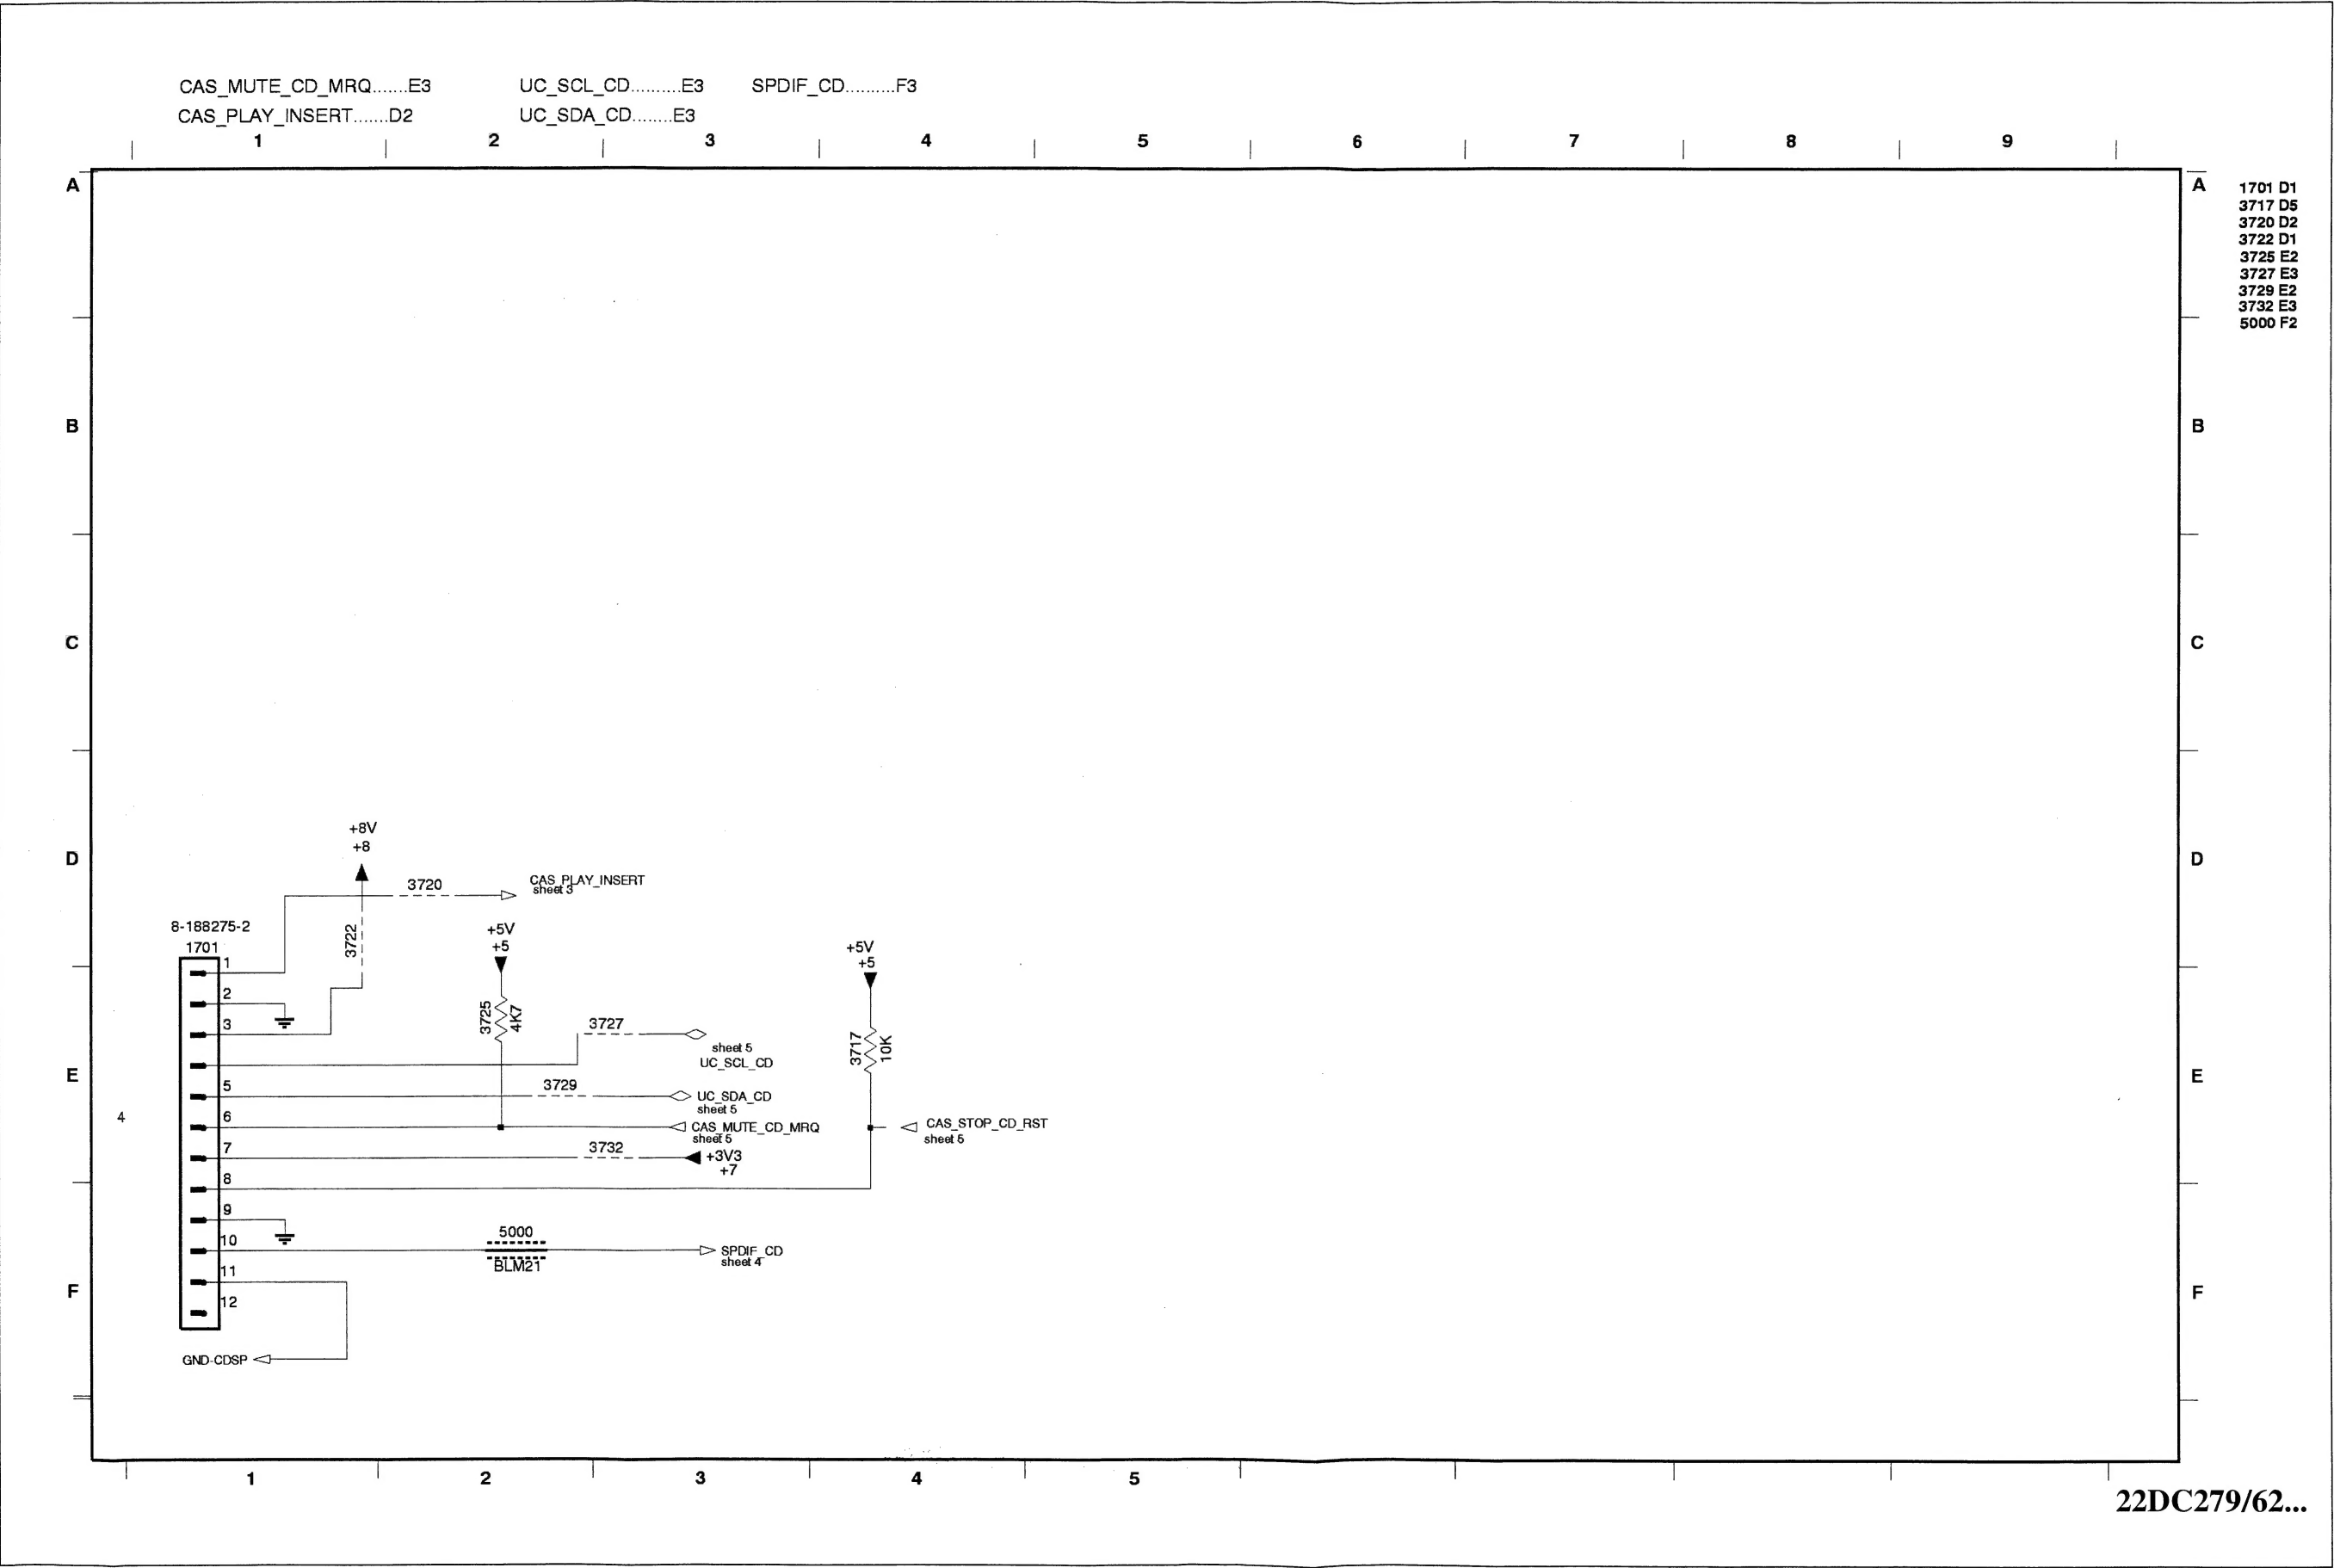 CAS_MUTE_CD_MRQ.......E3 UC_SCL_CD..........E3 SPDIF_CD..........F3
CAS_PLAY_INSERT.......D2 UC_SDA_CD........E3
1 2 3 4 5 6 7 8 9
A A
1701 D1
3717 D5
3720 D2
3722 D1
3725 E2
3727 E3
3729 E2
3732 E3
5000 F2
B B
C C
D D
+8V
+8
3720
CAS_PLAY_INSERT
sheet 3
3722
8-188275-2
1701
+5V
+5
+5V
+5
1
2
3
3725
4K7
3727
sheet 5
UC_SCL_CD
3717
10K
E E
5
3729
UC_SDA_CD
sheet 5
4
6
CAS_MUTE_CD_MRQ
sheet 5
CAS_STOP_CD_RST
sheet 5
7
3732
+3V3
+7
8
9
10
5000
BLM21
SPDIF_CD
sheet 4
11
12
F F
GND-CDSP
1 2 3 4 5
22DC279/62...